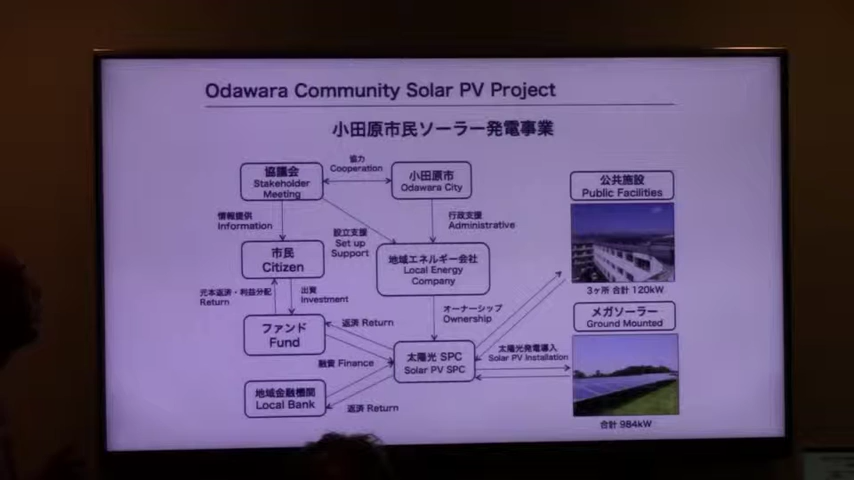 Odawara Community Solar PV Project
小田原市民ソーラー発電事業
協議会
Stakeholder
Meeting
協力
Cooperation
小田原市
Odawara City
公共施設
Public Facilities
情報提供
Information
設立支援
Set up
Support
行政支援
Administrative
市民
Citizen
地域エネルギー会社
Local Energy
Company
元本返済・利益分配
Return
出資
Investment
3ヶ所 合計 120kW
オーナーシップ
Ownership
メガソーラー
Ground Mounted
ファンド
Fund
返済 Return
融資 Finance
太陽光 SPC
Solar PV SPC
太陽光発電導入
Solar PV Installation
地域金融機関
Local Bank
返済 Return
合計 984kW